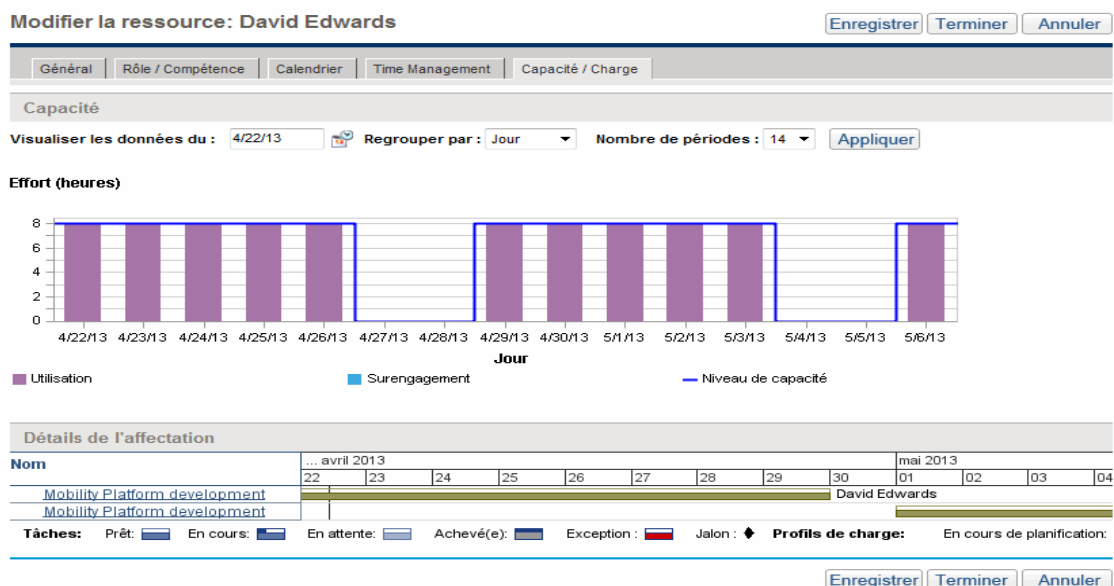 Modifier la ressource: David Edwards
Enregistrer Terminer Annuler
Général Rôle / Compétence Calendrier Time Management Capacité / Charge
Capacité
Visualiser les données du : 4/22/13 Regrouper par : Jour Nombre de périodes : 14 Appliquer
Effort (heures)
8
6
4
2
0
4/22/13 4/23/13 4/24/13 4/25/13 4/26/13 4/27/13 4/28/13 4/29/13 4/30/13 5/1/13 5/2/13 5/3/13 5/4/13 5/5/13 5/6/13
Jour
Utilisation Surengagement Niveau de capacité
Détails de l'affectation
Nom ... avril 2013 mai 2013
22 23 24 25 26 27 28 29 30 01 02 03 04
Mobility Platform development David Edwards
Mobility Platform development
Tâches: Prêt: En cours: En attente: Achevé(e): Exception : Jalon : Profils de charge: En cours de planification:
Enregistrer Terminer Annuler